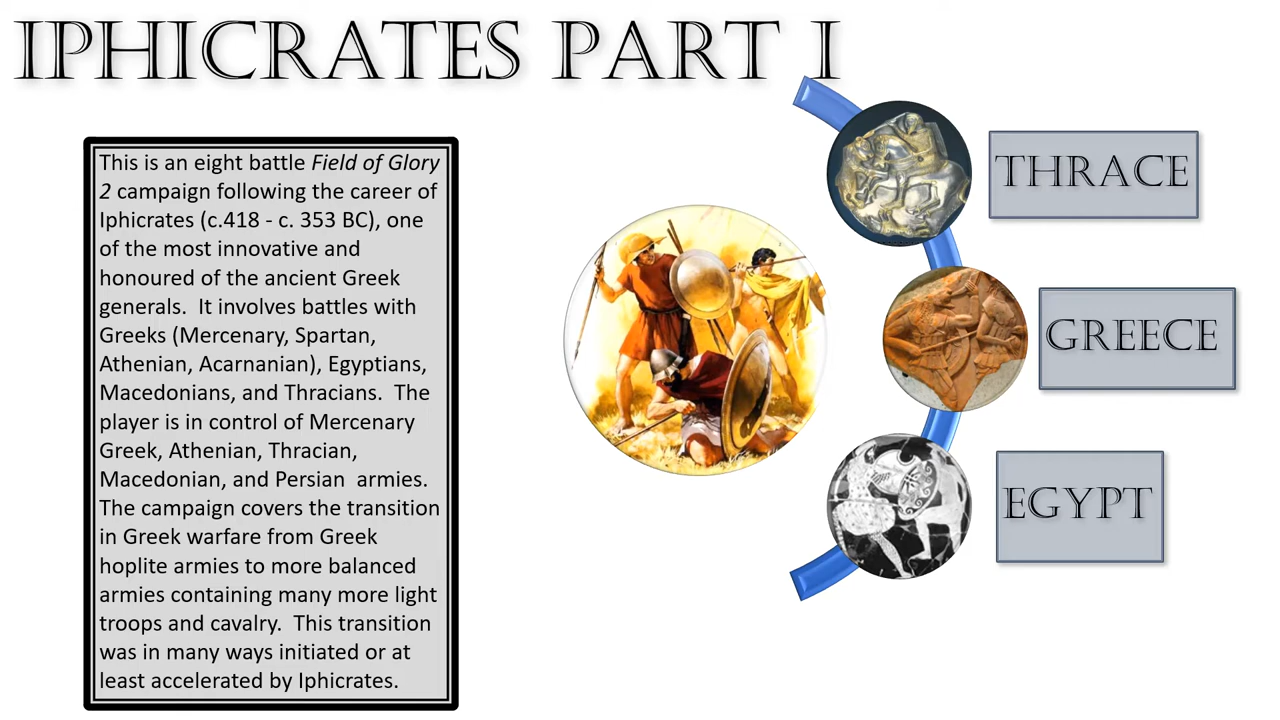 IPHICRATES PART I
This is an eight battle Field of Glory
2 campaign following the career of
Iphicrates (c.418 - c. 353 BC), one
of the most innovative and
honoured of the ancient Greek
generals.  It involves battles with
Greeks (Mercenary, Spartan,
Athenian, Acarnanian), Egyptians,
Macedonians, and Thracians.  The
player is in control of Mercenary
Greek, Athenian, Thracian,
Macedonian, and Persian  armies.
The campaign covers the transition
in Greek warfare from Greek
hoplite armies to more balanced
armies containing many more light
troops and cavalry.  This transition
was in many ways initiated or at
least accelerated by Iphicrates.
THRACE
GREECE
EGYPT